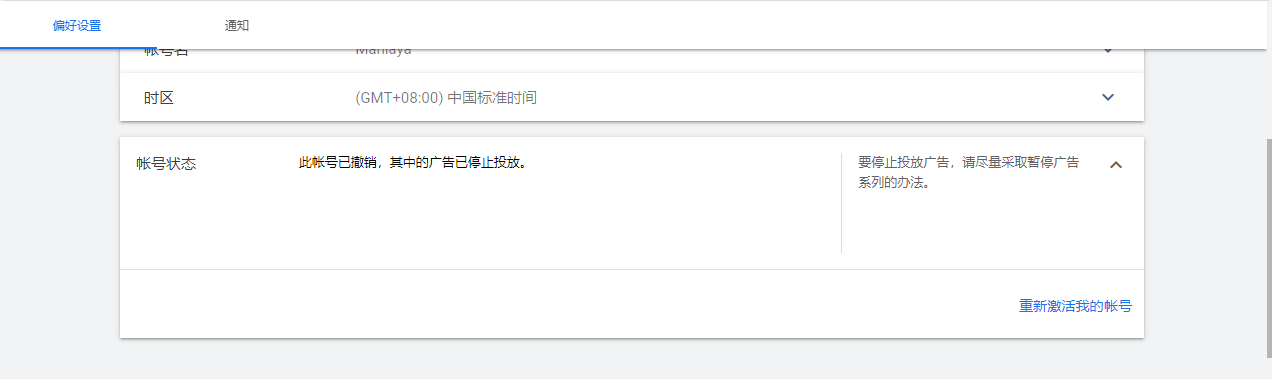 偏好设置
通知
帐号名 Maniaya
时区 (GMT+08:00) 中国标准时间
帐号状态 此帐号已撤销，其中的广告已停止投放。
要停止投放广告，请尽量采取暂停广告
系列的办法。
重新激活我的帐号